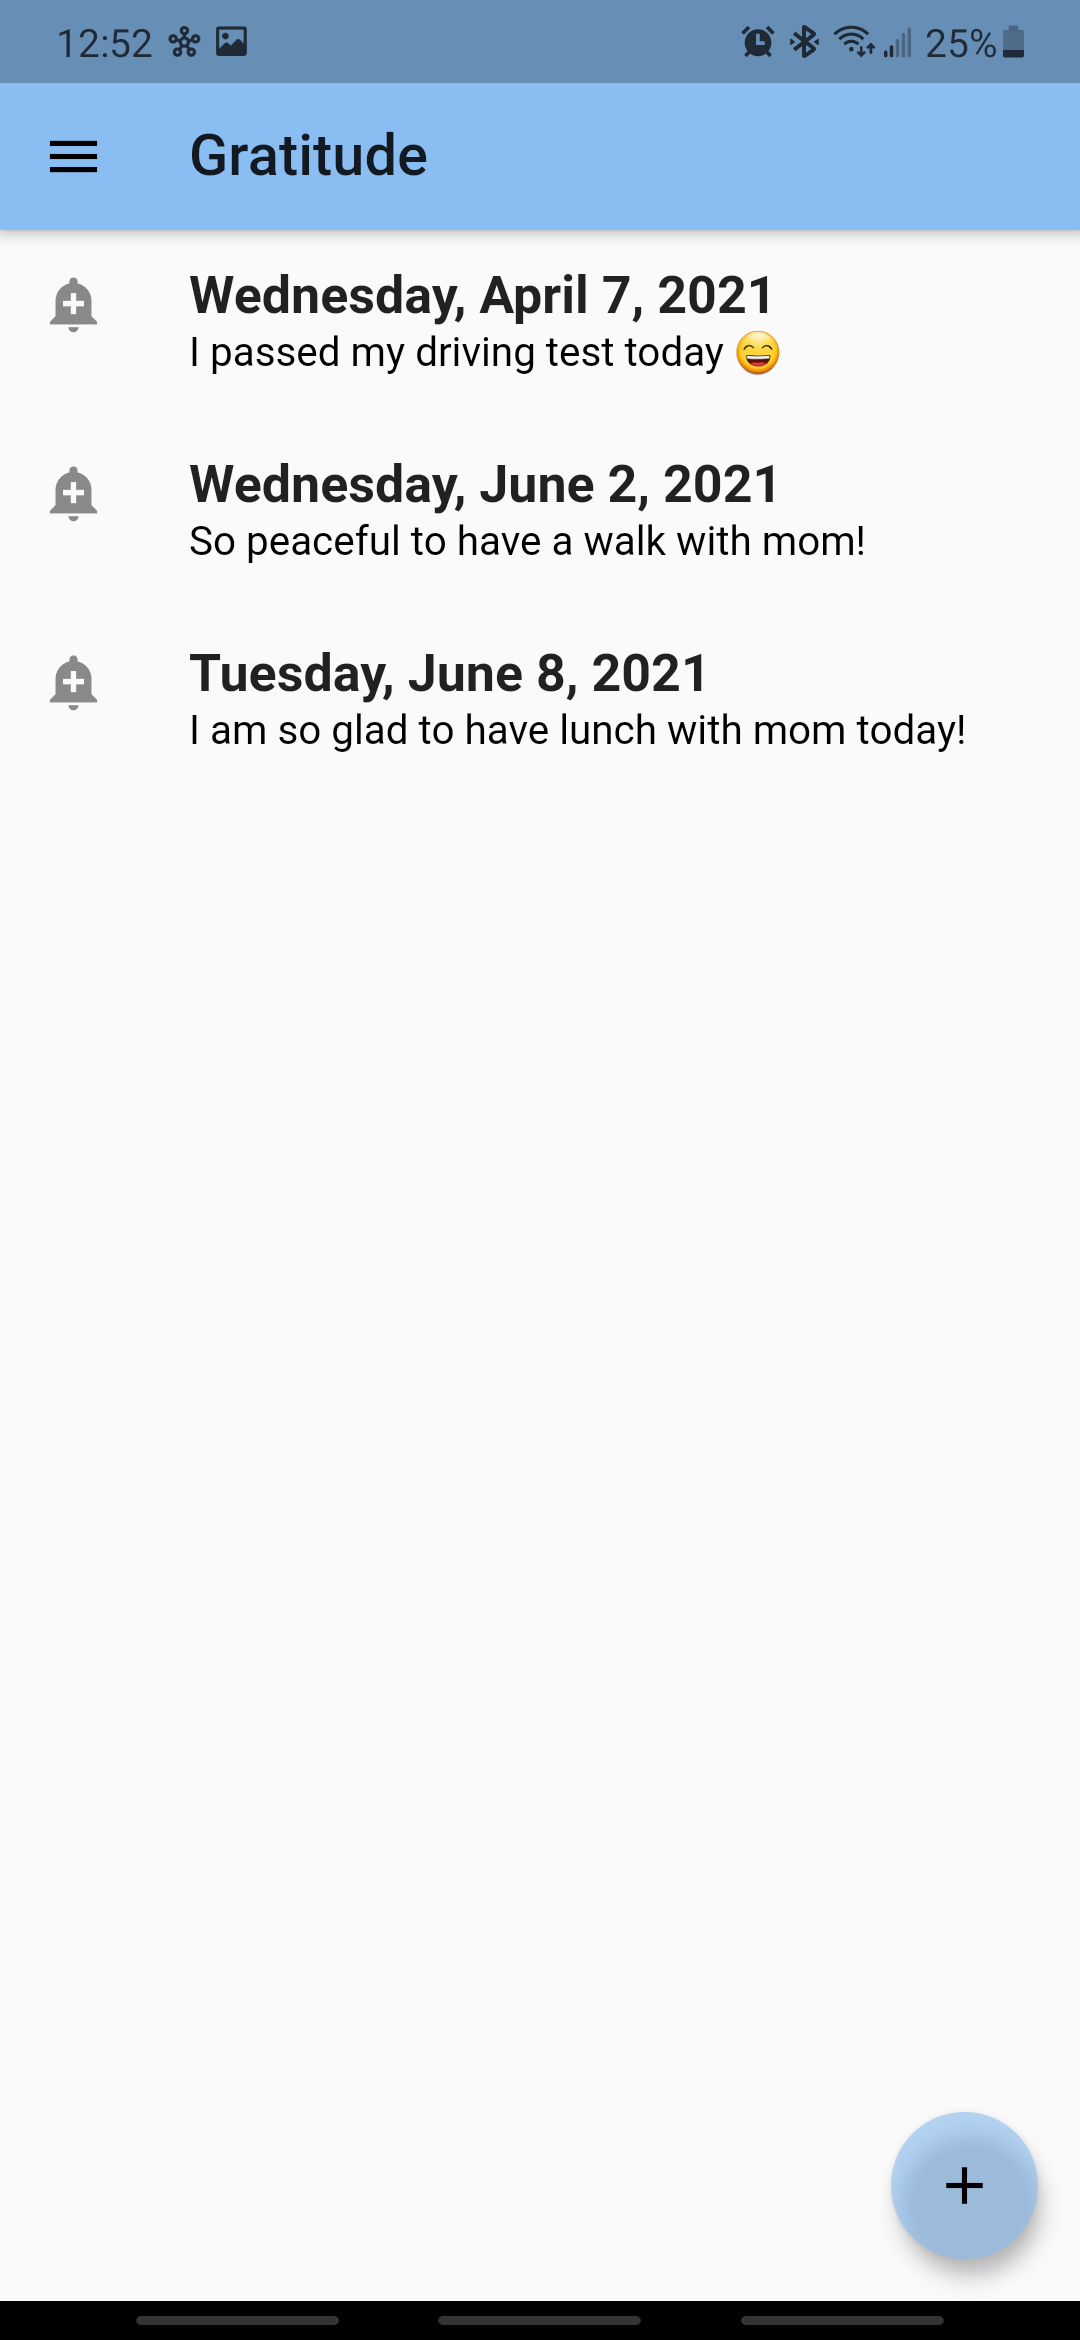 12:52 25%
Gratitude
Wednesday, April 7, 2021
I passed my driving test today 😄
Wednesday, June 2, 2021
So peaceful to have a walk with mom!
Tuesday, June 8, 2021
I am so glad to have lunch with mom today!